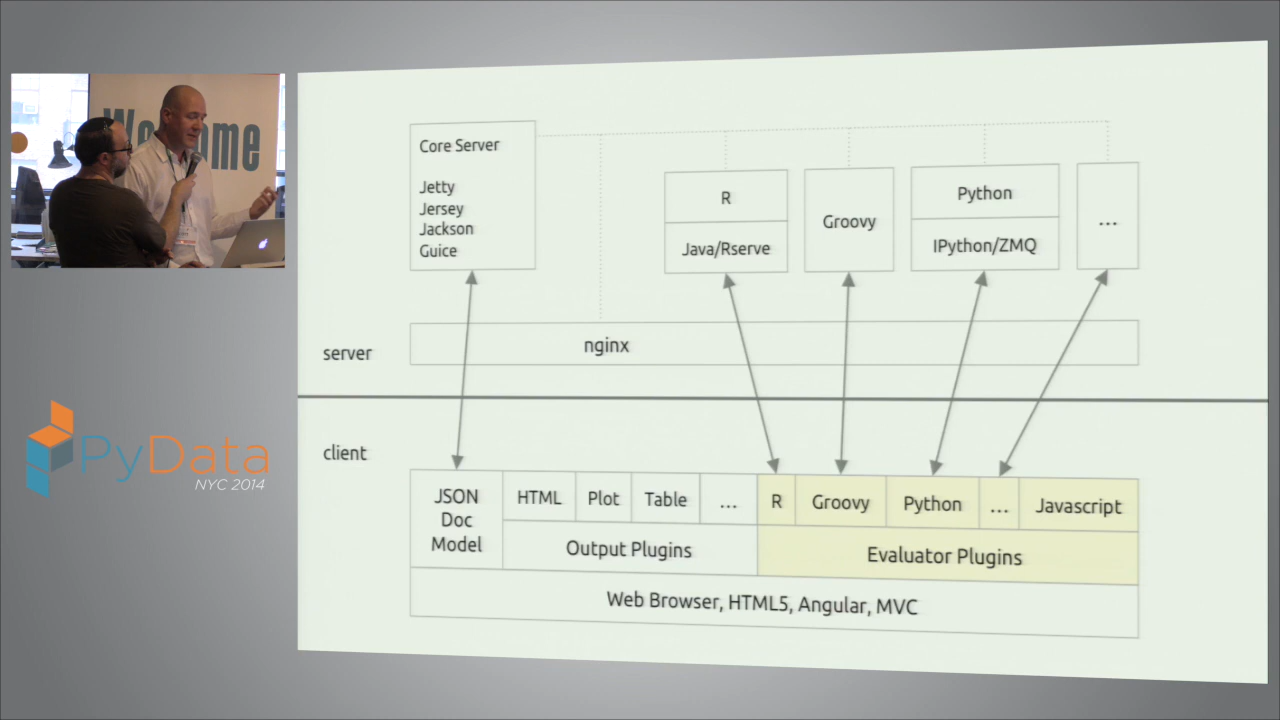 Welcome
PyData
NYC 2014
Core Server
Jetty
Jersey
Jackson
Guice
R
Java/Rserve
Groovy
Python
IPython/ZMQ
...
server
nginx
client
JSON
Doc
Model
HTML
Plot
Table
...
Output Plugins
R
Groovy
Python
...
Javascript
Evaluator Plugins
Web Browser, HTML5, Angular, MVC